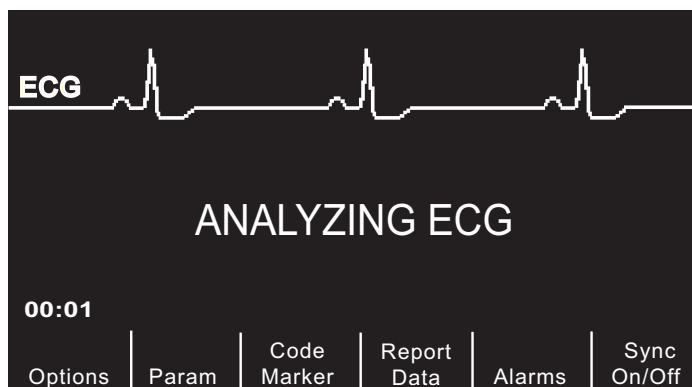 ECG
ANALYZING ECG
00:01
Options
Param
Code
Marker
Report
Data
Alarms
Sync
On/Off